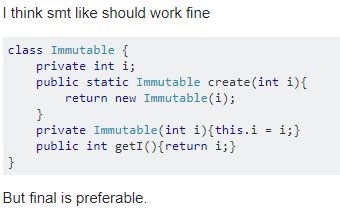 I think smt like should work fine
class Immutable {
    private int i;
    public static Immutable create(int i){
        return new Immutable(i);
    }
    private Immutable(int i){this.i = i;}
    public int getI(){return i;}
}
But final is preferable.